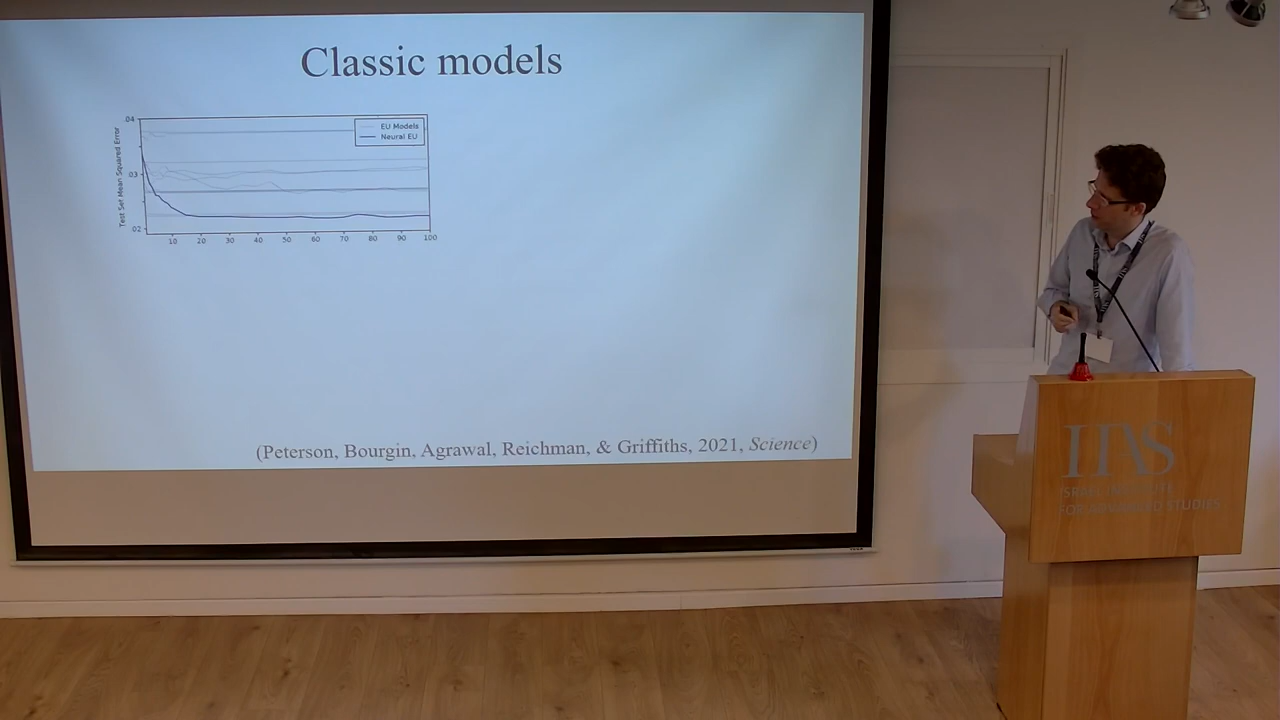 Classic models
.04
EU Models
Neural EU
Test Set Mean Squared Error
.03
.02
10 20 30 40 50 60 70 80 90 100
(Peterson, Bourgin, Agrawal, Reichman, & Griffiths, 2021, Science)
IIAS
ISRAEL INSTITUTE
FOR ADVANCED STUDIES